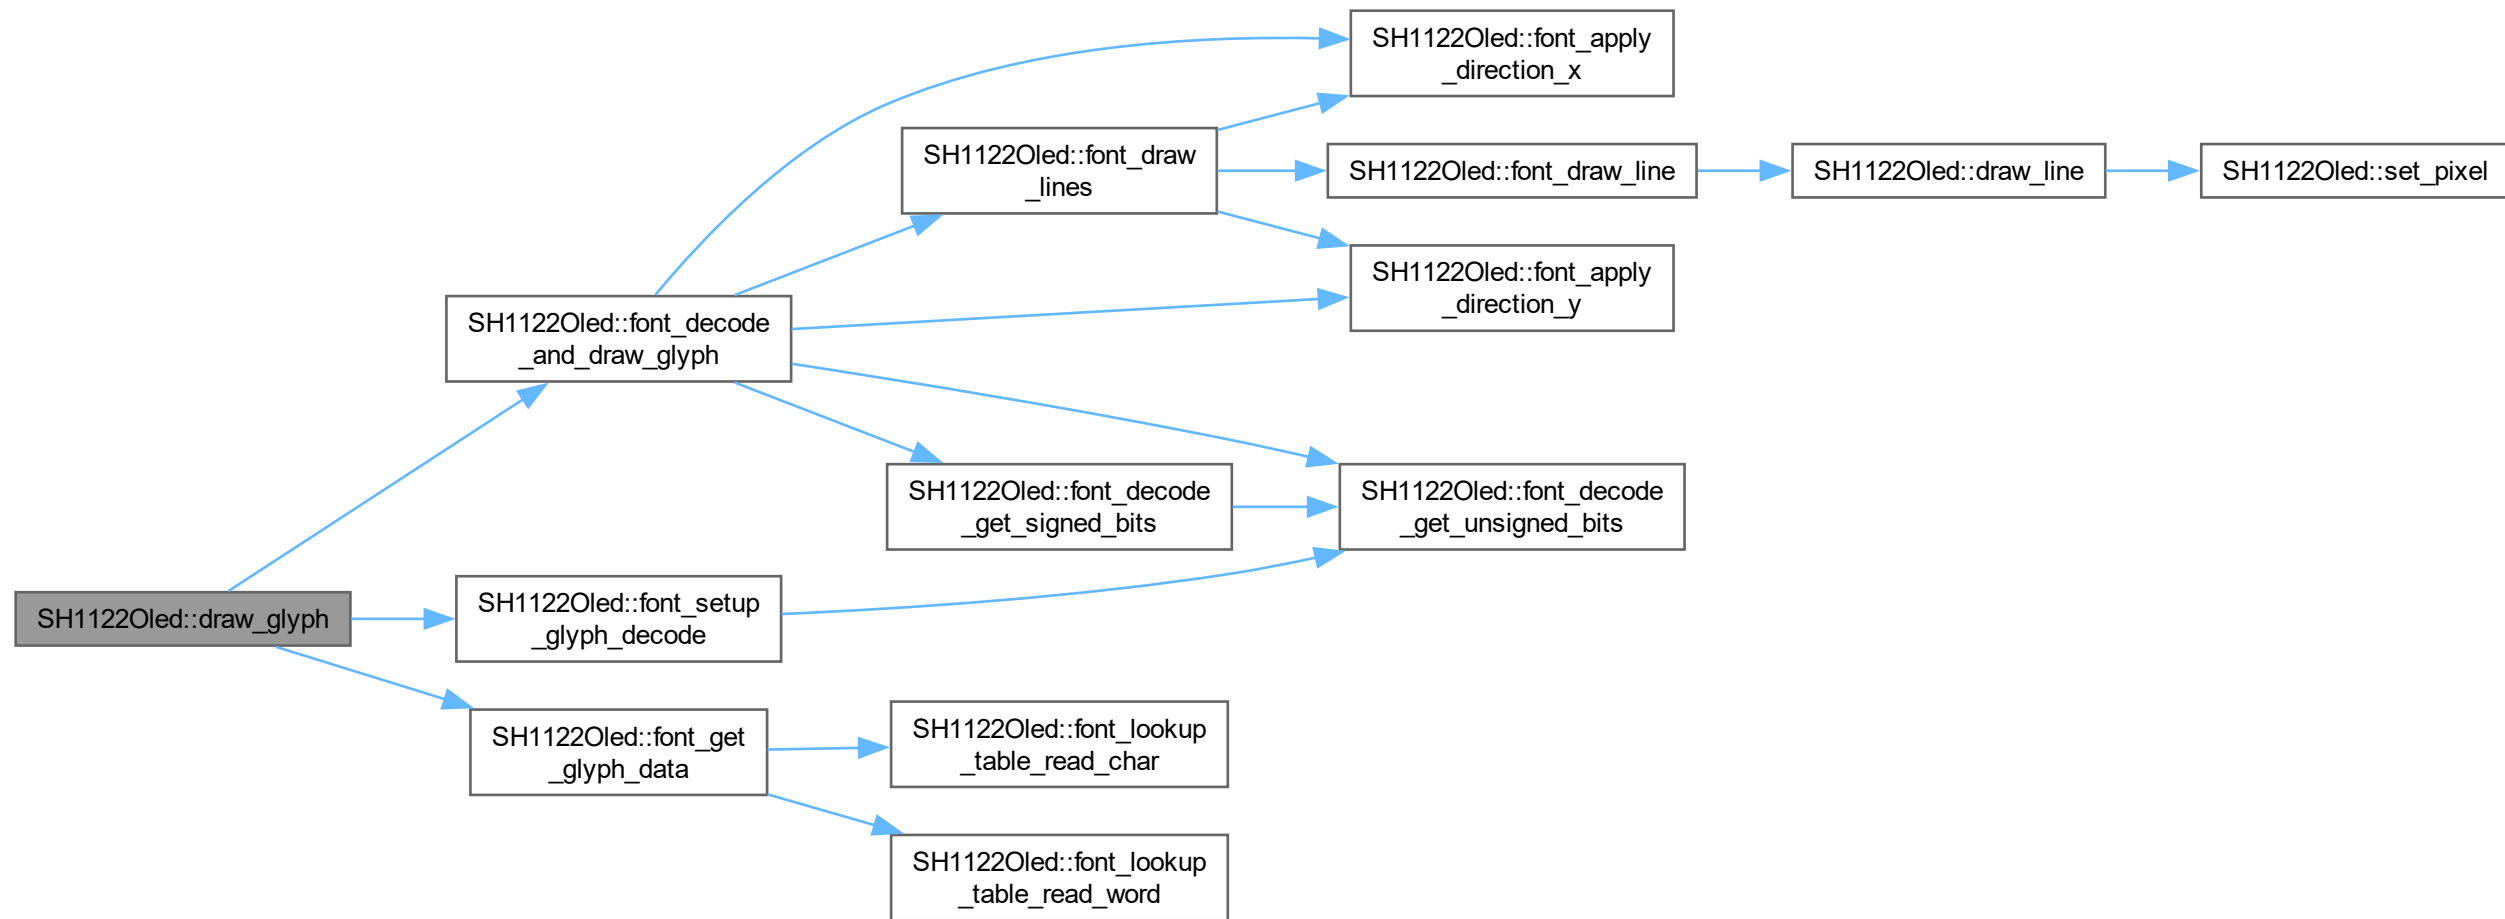 SH1122Oled::font_apply
_direction_x
SH1122Oled::font_draw
_lines
SH1122Oled::font_draw_line
SH1122Oled::draw_line
SH1122Oled::set_pixel
SH1122Oled::font_apply
_direction_y
SH1122Oled::font_decode
_and_draw_glyph
SH1122Oled::font_decode
_get_signed_bits
SH1122Oled::font_decode
_get_unsigned_bits
SH1122Oled::draw_glyph
SH1122Oled::font_setup
_glyph_decode
SH1122Oled::font_get
_glyph_data
SH1122Oled::font_lookup
_table_read_char
SH1122Oled::font_lookup
_table_read_word